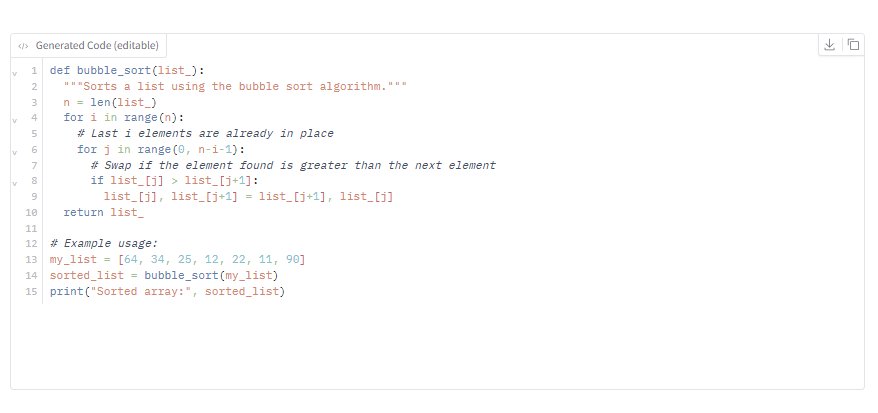 </> Generated Code (editable)
1 def bubble_sort(list_):
2   """Sorts a list using the bubble sort algorithm."""
3   n = len(list_)
4   for i in range(n):
5     # Last i elements are already in place
6     for j in range(0, n-i-1):
7       # Swap if the element found is greater than the next element
8       if list_[j] > list_[j+1]:
9         list_[j], list_[j+1] = list_[j+1], list_[j]
10   return list_
11
12 # Example usage:
13 my_list = [64, 34, 25, 12, 22, 11, 90]
14 sorted_list = bubble_sort(my_list)
15 print("Sorted array:", sorted_list)